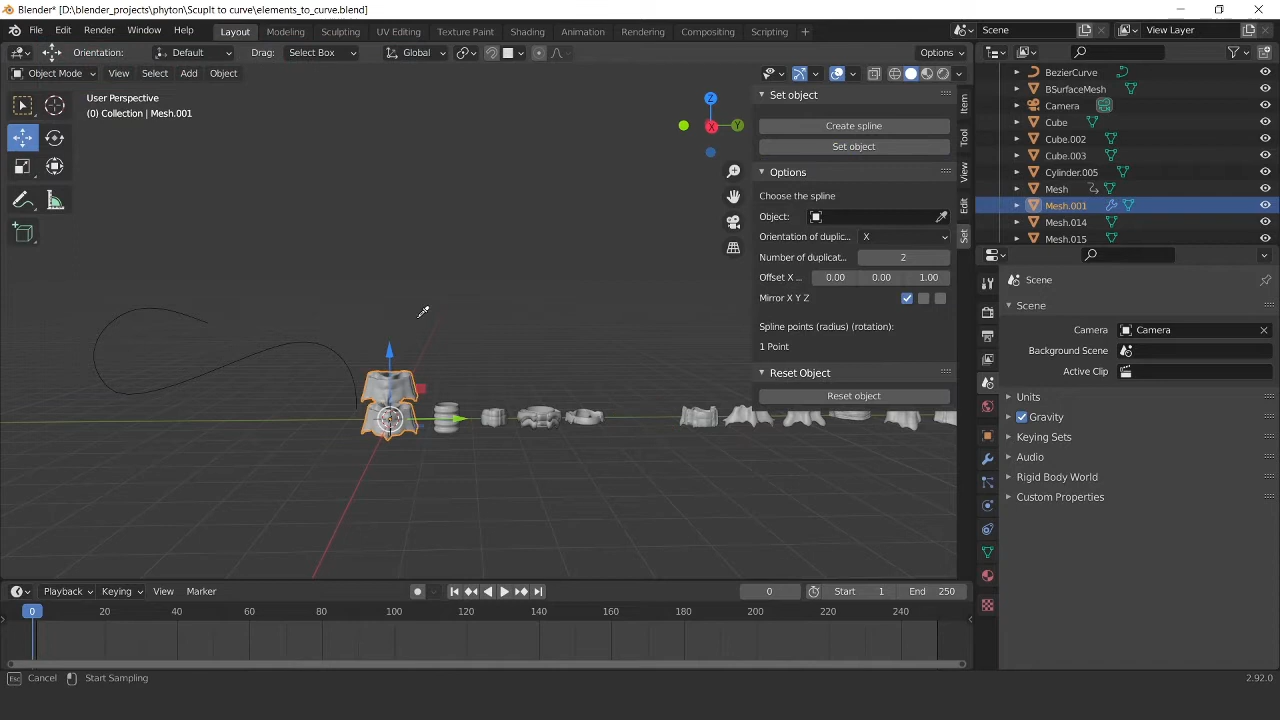 Blender* [D:\blender_projects\phyton\Scuplt to curve\elements_to_curve.blend]
File Edit Render Window Help Layout Modeling Sculpting UV Editing Texture Paint Shading Animation Rendering Compositing Scripting + Scene View Layer
Orientation: Default Drag: Select Box Global Options
Object Mode View Select Add Object
User Perspective
(0) Collection | Mesh.001
Z
Y
X
Set object
Create spline
Set object
Options
Choose the spline
Object:
Orientation of duplic... X
Number of duplicat... 2
Offset X ... 0.00 0.00 1.00
Mirror X Y Z
Spline points (radius) (rotation):
1 Point
Reset Object
Reset object
Item
Tool
View
Edit
Set
BezierCurve
BSurfaceMesh
Camera
Cube
Cube.002
Cube.003
Cylinder.005
Mesh
Mesh.001
Mesh.014
Mesh.015
Scene
Scene
Camera Camera
Background Scene
Active Clip
Units
Gravity
Keying Sets
Audio
Rigid Body World
Custom Properties
Playback Keying View Marker 0 Start 1 End 250
0 20 40 60 80 100 120 140 160 180 200 220 240
Esc Cancel Start Sampling 2.92.0